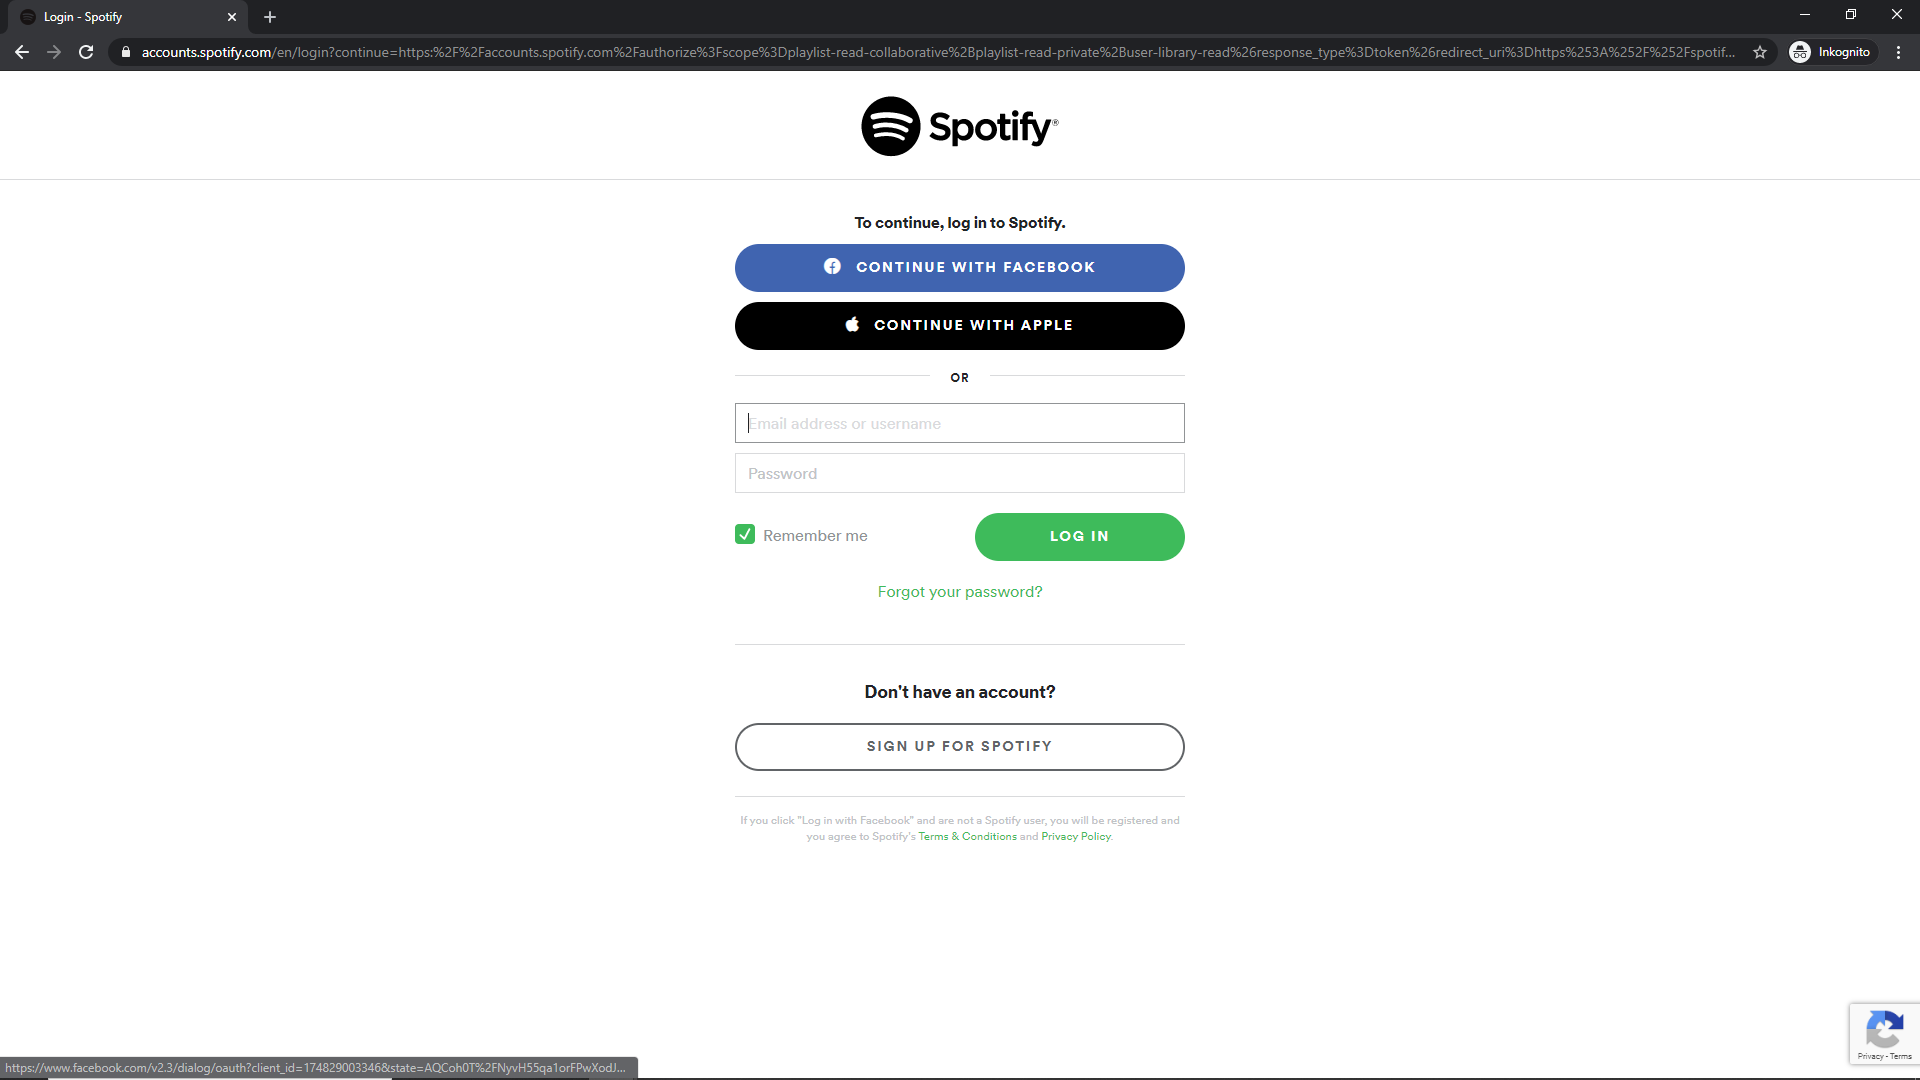 Login - Spotify
accounts.spotify.com/en/login?continue=https:%2F%2Faccounts.spotify.com%2Fauthorize%3Fscope%3Dplaylist-read-collaborative%2Bplaylist-read-private%2Buser-library-read%26response_type%3Dtoken%26redirect_uri%3Dhttps%253A%252F%252Fspotif...
Inkognito
Spotify®
To continue, log in to Spotify.
CONTINUE WITH FACEBOOK
CONTINUE WITH APPLE
OR
Email address or username
Password
Remember me
LOG IN
Forgot your password?
Don't have an account?
SIGN UP FOR SPOTIFY
If you click "Log in with Facebook" and are not a Spotify user, you will be registered and
you agree to Spotify's Terms & Conditions and Privacy Policy.
Privacy - Terms
https://www.facebook.com/v2.3/dialog/oauth?client_id=174829003346&state=AQCoh0T%2FNyvH55qa1orFPwXodJ...